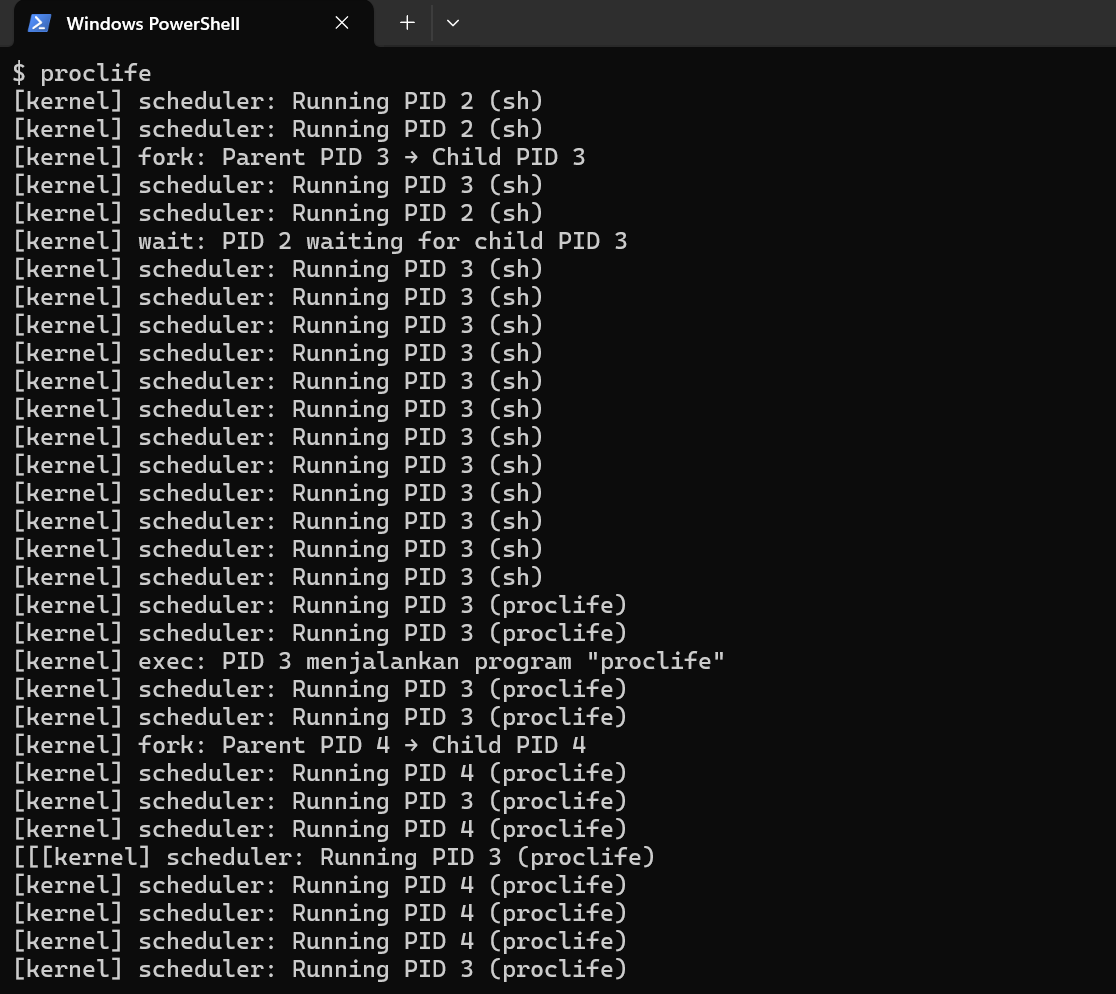 Windows PowerShell
$ proclife
[kernel] scheduler: Running PID 2 (sh)
[kernel] scheduler: Running PID 2 (sh)
[kernel] fork: Parent PID 3 → Child PID 3
[kernel] scheduler: Running PID 3 (sh)
[kernel] scheduler: Running PID 2 (sh)
[kernel] wait: PID 2 waiting for child PID 3
[kernel] scheduler: Running PID 3 (sh)
[kernel] scheduler: Running PID 3 (sh)
[kernel] scheduler: Running PID 3 (sh)
[kernel] scheduler: Running PID 3 (sh)
[kernel] scheduler: Running PID 3 (sh)
[kernel] scheduler: Running PID 3 (sh)
[kernel] scheduler: Running PID 3 (sh)
[kernel] scheduler: Running PID 3 (sh)
[kernel] scheduler: Running PID 3 (sh)
[kernel] scheduler: Running PID 3 (sh)
[kernel] scheduler: Running PID 3 (sh)
[kernel] scheduler: Running PID 3 (sh)
[kernel] scheduler: Running PID 3 (proclife)
[kernel] scheduler: Running PID 3 (proclife)
[kernel] exec: PID 3 menjalankan program "proclife"
[kernel] scheduler: Running PID 3 (proclife)
[kernel] scheduler: Running PID 3 (proclife)
[kernel] fork: Parent PID 4 → Child PID 4
[kernel] scheduler: Running PID 4 (proclife)
[kernel] scheduler: Running PID 3 (proclife)
[kernel] scheduler: Running PID 4 (proclife)
[[[kernel] scheduler: Running PID 3 (proclife)
[kernel] scheduler: Running PID 4 (proclife)
[kernel] scheduler: Running PID 4 (proclife)
[kernel] scheduler: Running PID 4 (proclife)
[kernel] scheduler: Running PID 3 (proclife)